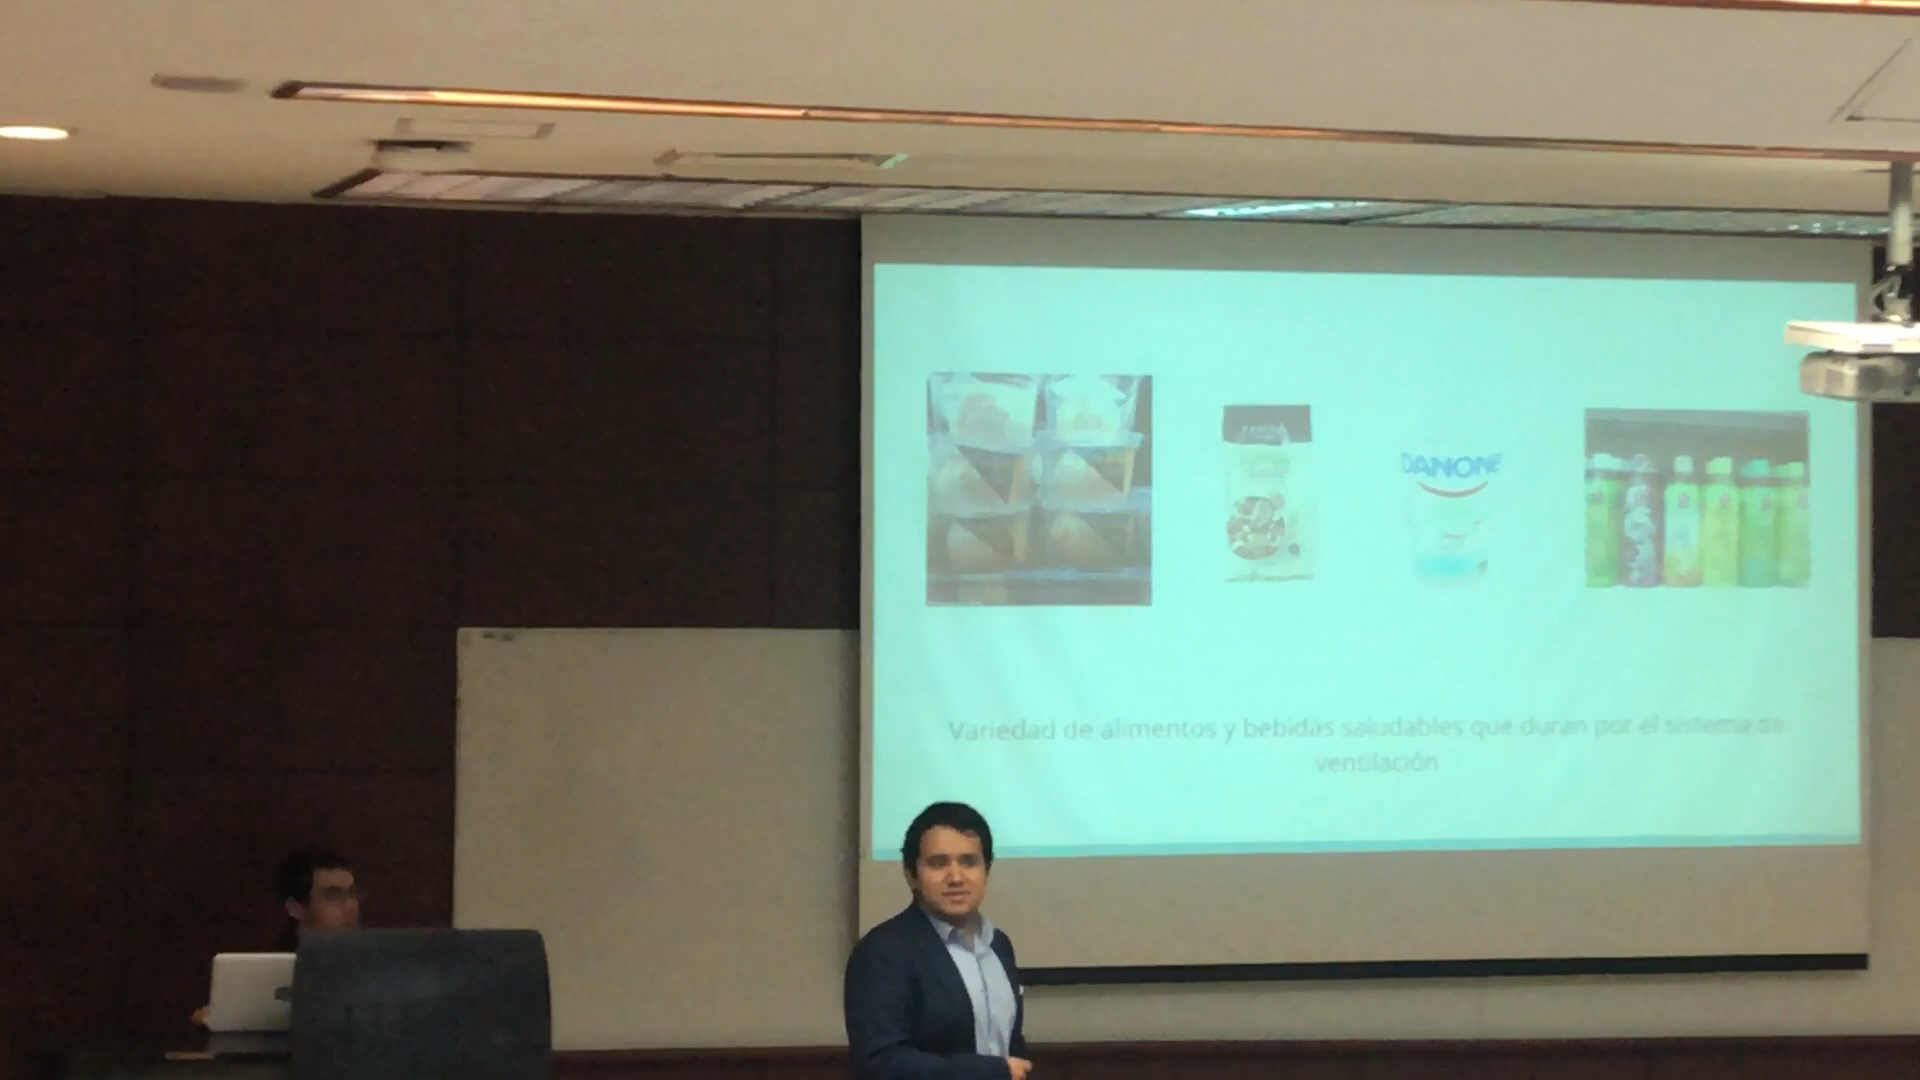 DANONE
Variedad de alimentos y bebidas saludables que duran por el sistema de
ventilación